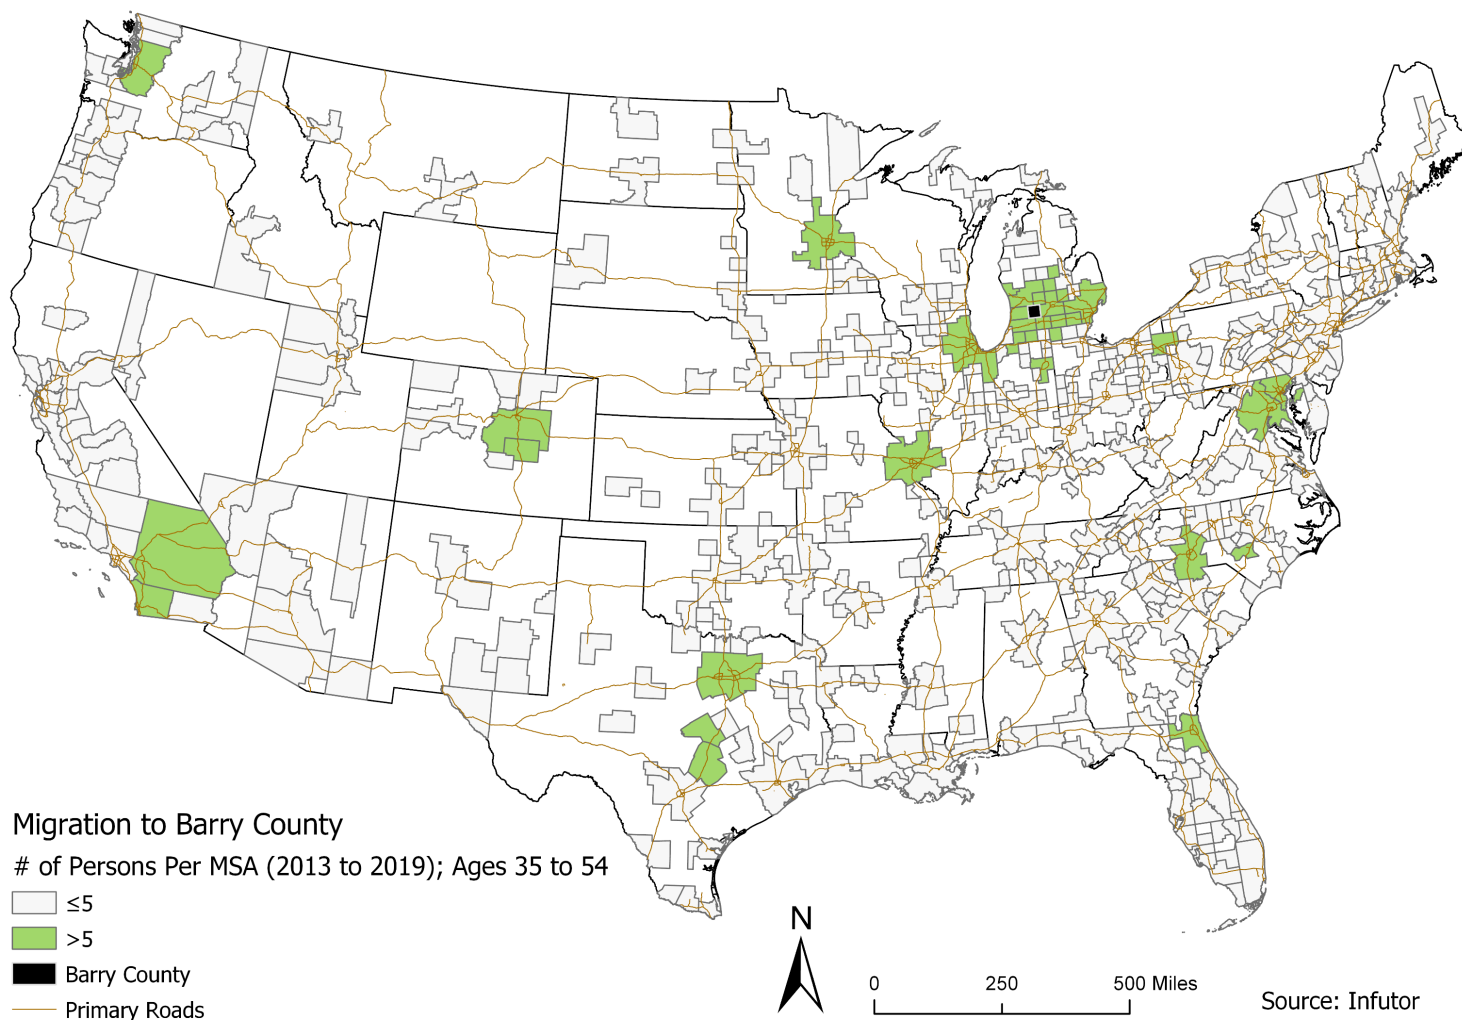 Migration to Barry County
# of Persons Per MSA (2013 to 2019); Ages 35 to 54
≤5
>5
Barry County
Primary Roads
N
0 250 500 Miles
Source: Infutor